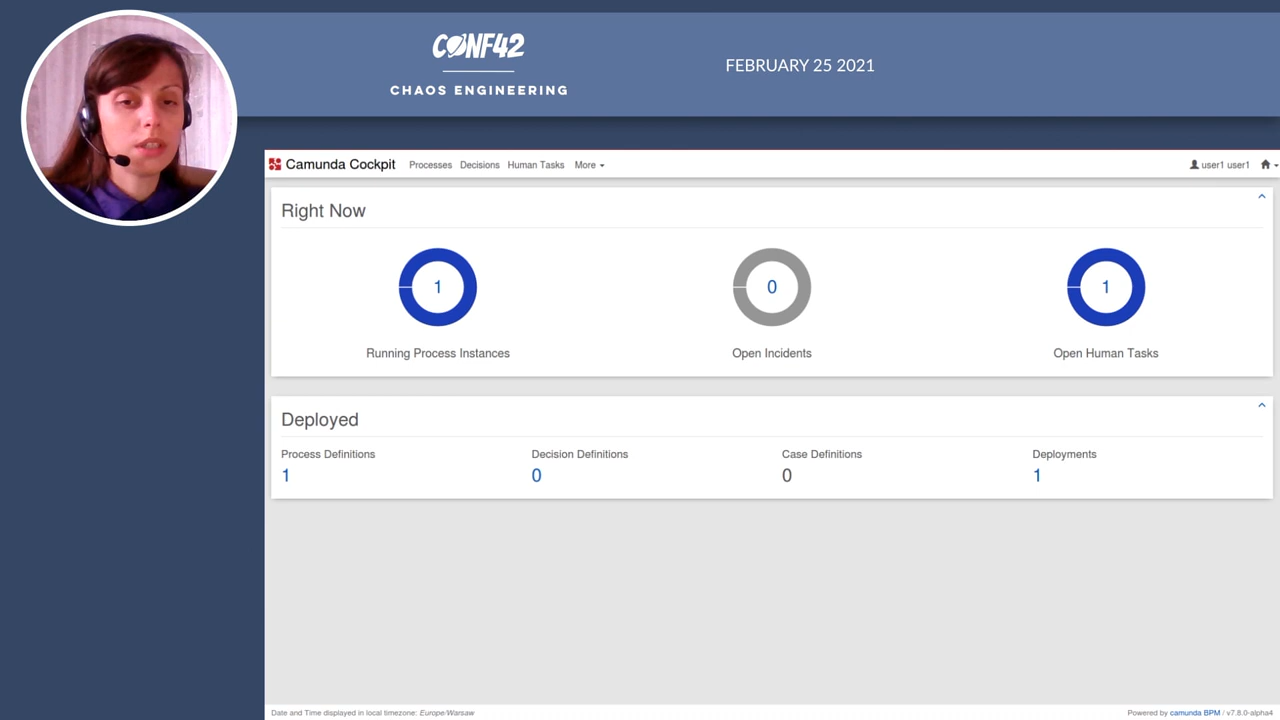 CONF42
CHAOS ENGINEERING
FEBRUARY 25 2021
Camunda Cockpit Processes Decisions Human Tasks More user1 user1
Right Now
1 0 1
Running Process Instances Open Incidents Open Human Tasks
Deployed
Process Definitions Decision Definitions Case Definitions Deployments
1 0 0 1
Date and Time displayed in local timezone: Europe/Warsaw Powered by camunda BPM / v7.8.0-alpha4